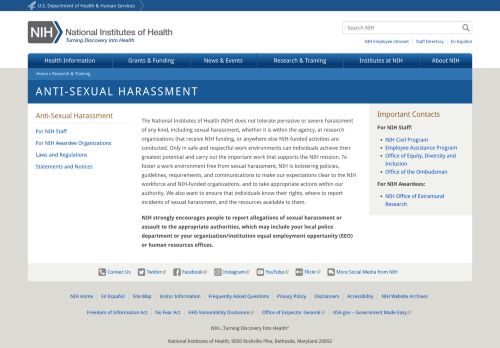 U.S. Department of Health & Human Services
NIH National Institutes of Health
Turning Discovery Into Health
Search NIH
NIH Employee Intranet
Staff Directory
En Español
Health Information
Grants & Funding
News & Events
Research & Training
Institutes at NIH
About NIH
Home » Research & Training
ANTI-SEXUAL HARASSMENT
Anti-Sexual Harassment
For NIH Staff
For NIH Awardee Organizations
Laws and Regulations
Statements and Notices
The National Institutes of Health (NIH) does not tolerate pervasive or severe harassment
of any kind, including sexual harassment, whether it is within the agency, at research
organizations that receive NIH funding, or anywhere else NIH-funded activities are
conducted. Only in safe and respectful work environments can individuals achieve their
greatest potential and carry out the important work that supports the NIH mission. To
foster a work environment free from sexual harassment, NIH is bolstering policies,
guidelines, requirements, and communications to make our expectations clear to the NIH
workforce and NIH-funded organizations, and to take appropriate actions within our
authority. We also want to ensure that individuals know their rights, where to report
incidents of sexual harassment, and the resources available to them.
NIH strongly encourages people to report allegations of sexual harassment or
assault to the appropriate authorities, which may include your local police
department or your organization/institution equal employment opportunity (EEO)
or human resources offices.
Important Contacts
For NIH Staff:
NIH Civil Program
Employee Assistance Program
Office of Equity, Diversity and
Inclusion
Office of the Ombudsman
For NIH Awardees:
NIH Office of Extramural
Research
Contact Us
Twitter
Facebook
Instagram
YouTube
Flickr
More Social Media from NIH
NIH Home
En Español
Site Map
Visitor Information
Frequently Asked Questions
Privacy Policy
Disclaimers
Accessibility
NIH Website Archives
Freedom of Information Act
No Fear Act
HHS Vulnerability Disclosure
Office of Inspector General
USA.gov – Government Made Easy
NIH...Turning Discovery Into Health®
National Institutes of Health, 9000 Rockville Pike, Bethesda, Maryland 20892